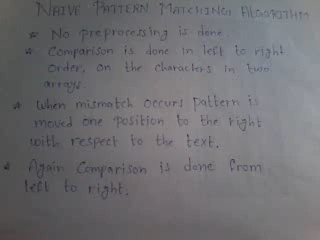 NAIVE PATTERN MATCHING ALGORITHM
* No preprocessing is done.
* Comparison is done in left to right
order, on the characters in two
arrays.
* When mismatch occurs pattern is
moved one position to the right
with respect to the text.
* Again Comparison is done from
left to right.